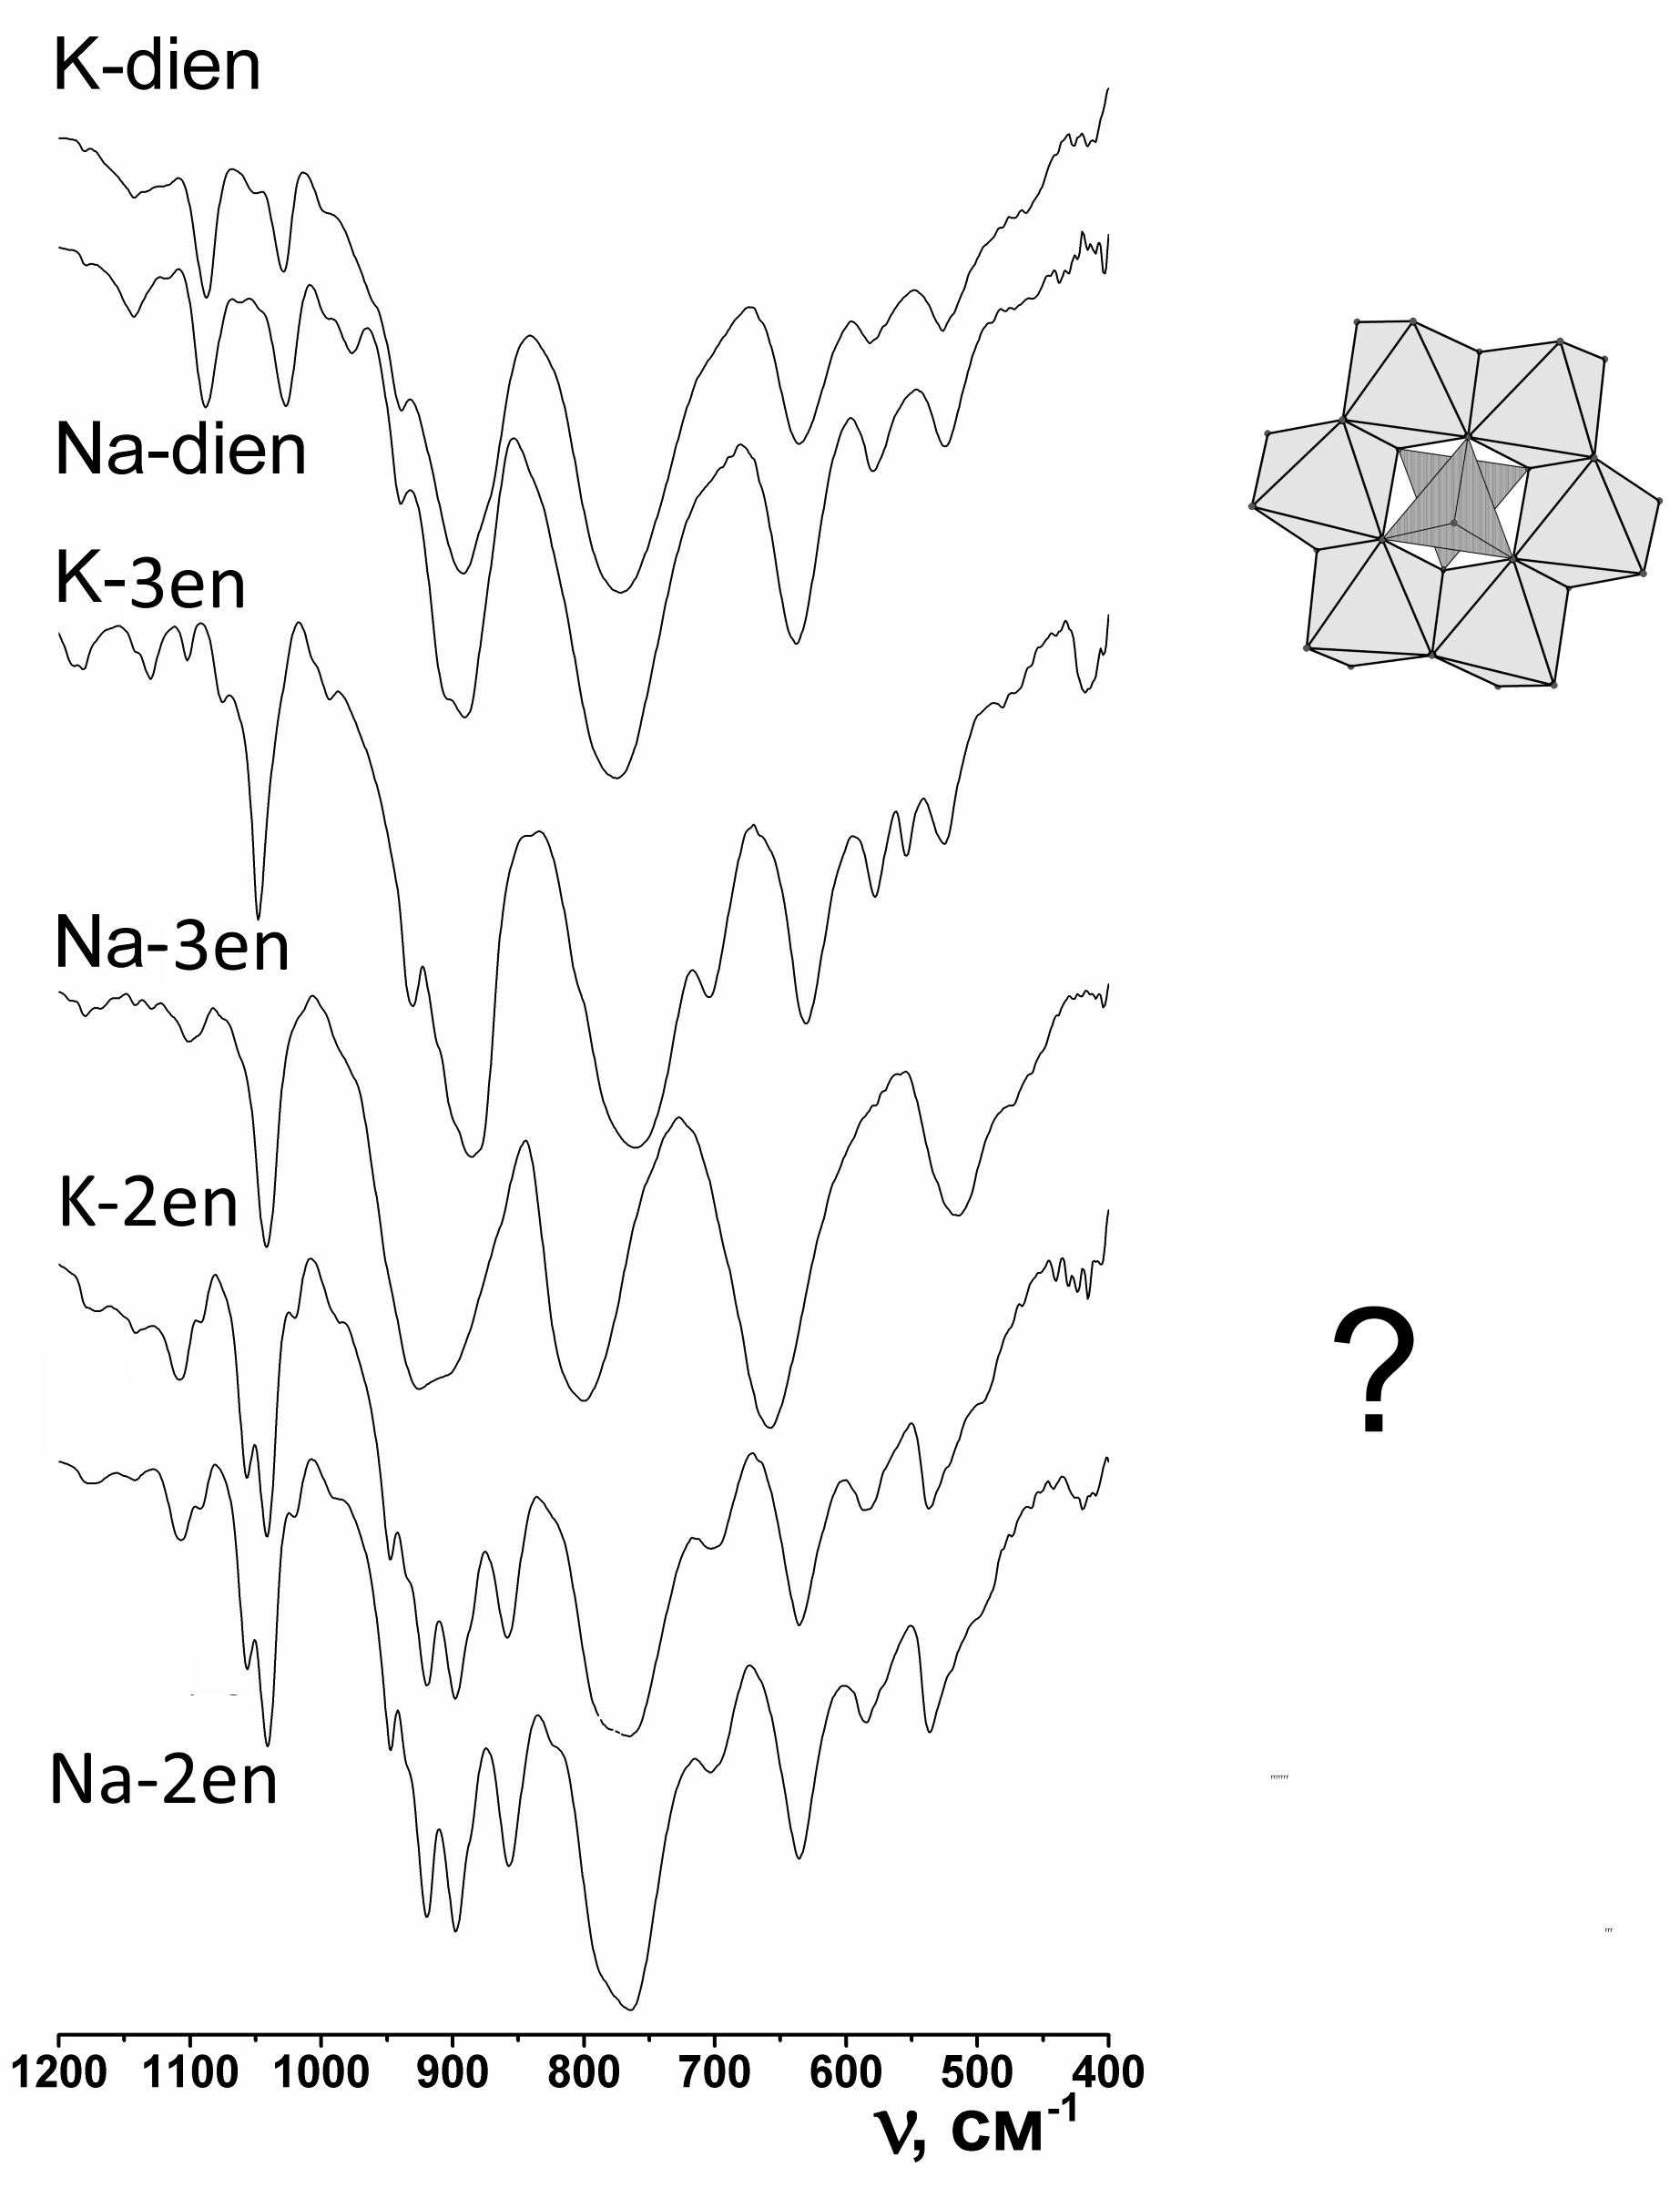 K-dien
Na-dien
K-3en
Na-3en
K-2en
?
Na-2en
1200 1100 1000 900 800 700 600 500 400
ν, см-1